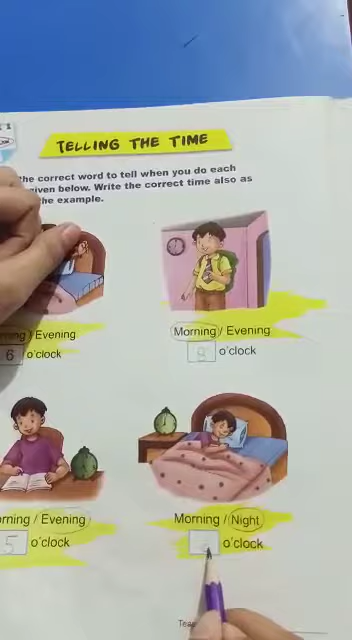 TELLING THE TIME
the correct word to tell when you do each
given below. Write the correct time also as
the example.
Evening
Morning / Evening
6 o'clock
8 o'clock
Evening
Morning / Night
5 o'clock
o'clock